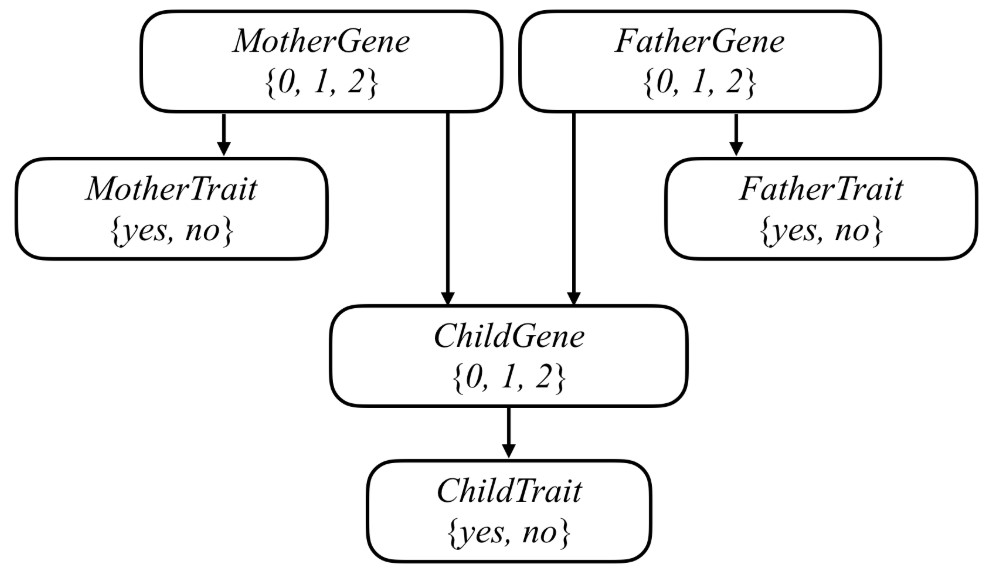 MotherGene
{0, 1, 2}
FatherGene
{0, 1, 2}
MotherTrait
{yes, no}
FatherTrait
{yes, no}
ChildGene
{0, 1, 2}
ChildTrait
{yes, no}